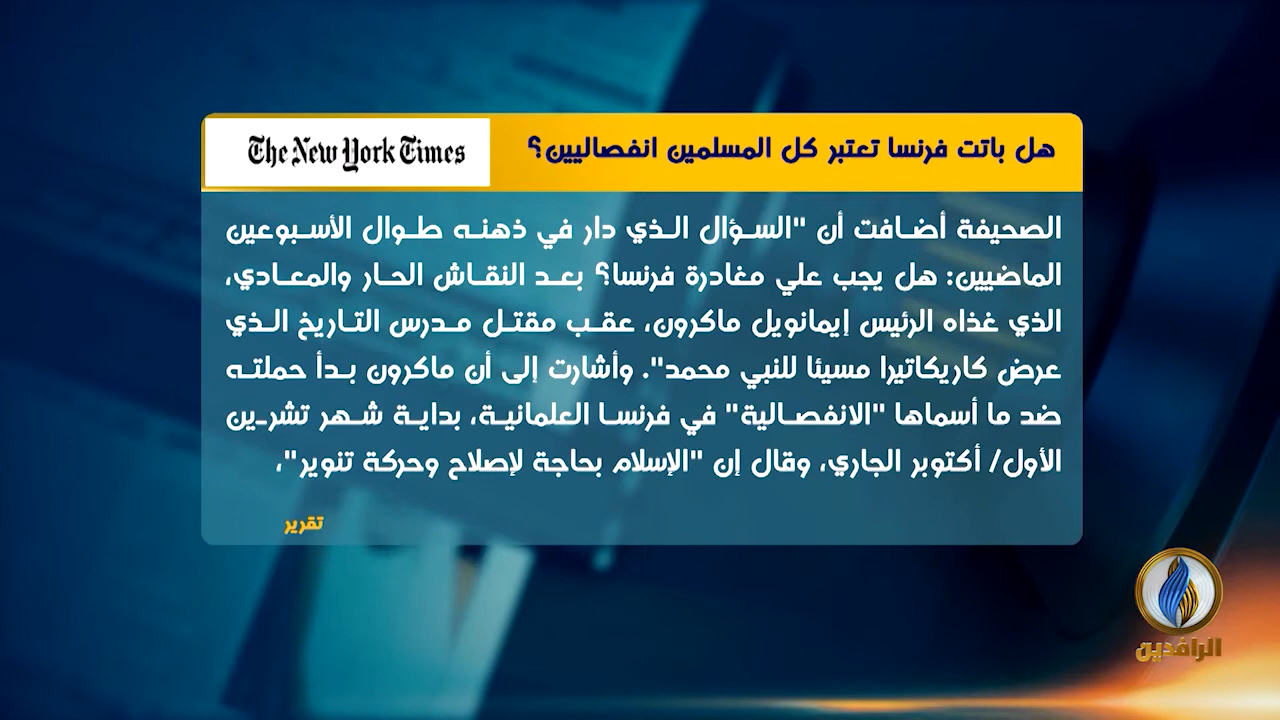 هل باتت فرنسا تعتبر كل المسلمين انفصاليين؟
The New York Times
الصحيفة أضافت أن "السؤال الذي دار في ذهنه طوال الأسبوعين
الماضيين: هل يجب علي مغادرة فرنسا؟ بعد النقاش الحار والمعادي،
الذي غذاه الرئيس إيمانويل ماكرون، عقب مقتل مدرس التاريخ الذي
عرض كاريكاتيرا مسيئا للنبي محمد". وأشارت إلى أن ماكرون بدأ حملته
ضد ما أسماها "الانفصالية" في فرنسا العلمانية، بداية شهر تشرين
الأول/ أكتوبر الجاري، وقال إن "الإسلام بحاجة لإصلاح وحركة تنوير"،
تقرير
الرافدين